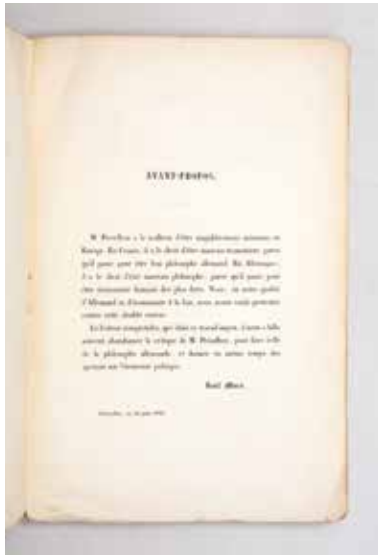 AVANT-PROPOS.
M. Proudhon a le malheur d'être singulièrement méconnu en
Europe. En France, il a le droit d'être mauvais économiste, parce
qu'il passe pour être bon philosophe allemand. En Allemagne,
il a le droit d'être mauvais philosophe, parce qu'il passe pour
être économiste français des plus forts. Nous, en notre qualité
d'Allemand et d'économiste à la fois, nous avons voulu protester
contre cette double erreur.
Le lecteur comprendra, que dans ce travail ingrat, il nous a fallu
souvent abandonner la critique de M. Proudhon, pour faire celle
de la philosophie allemande, et donner en même temps des
aperçus sur l'économie politique.
Karl Marx.
Bruxelles, ce 15 juin 1847.